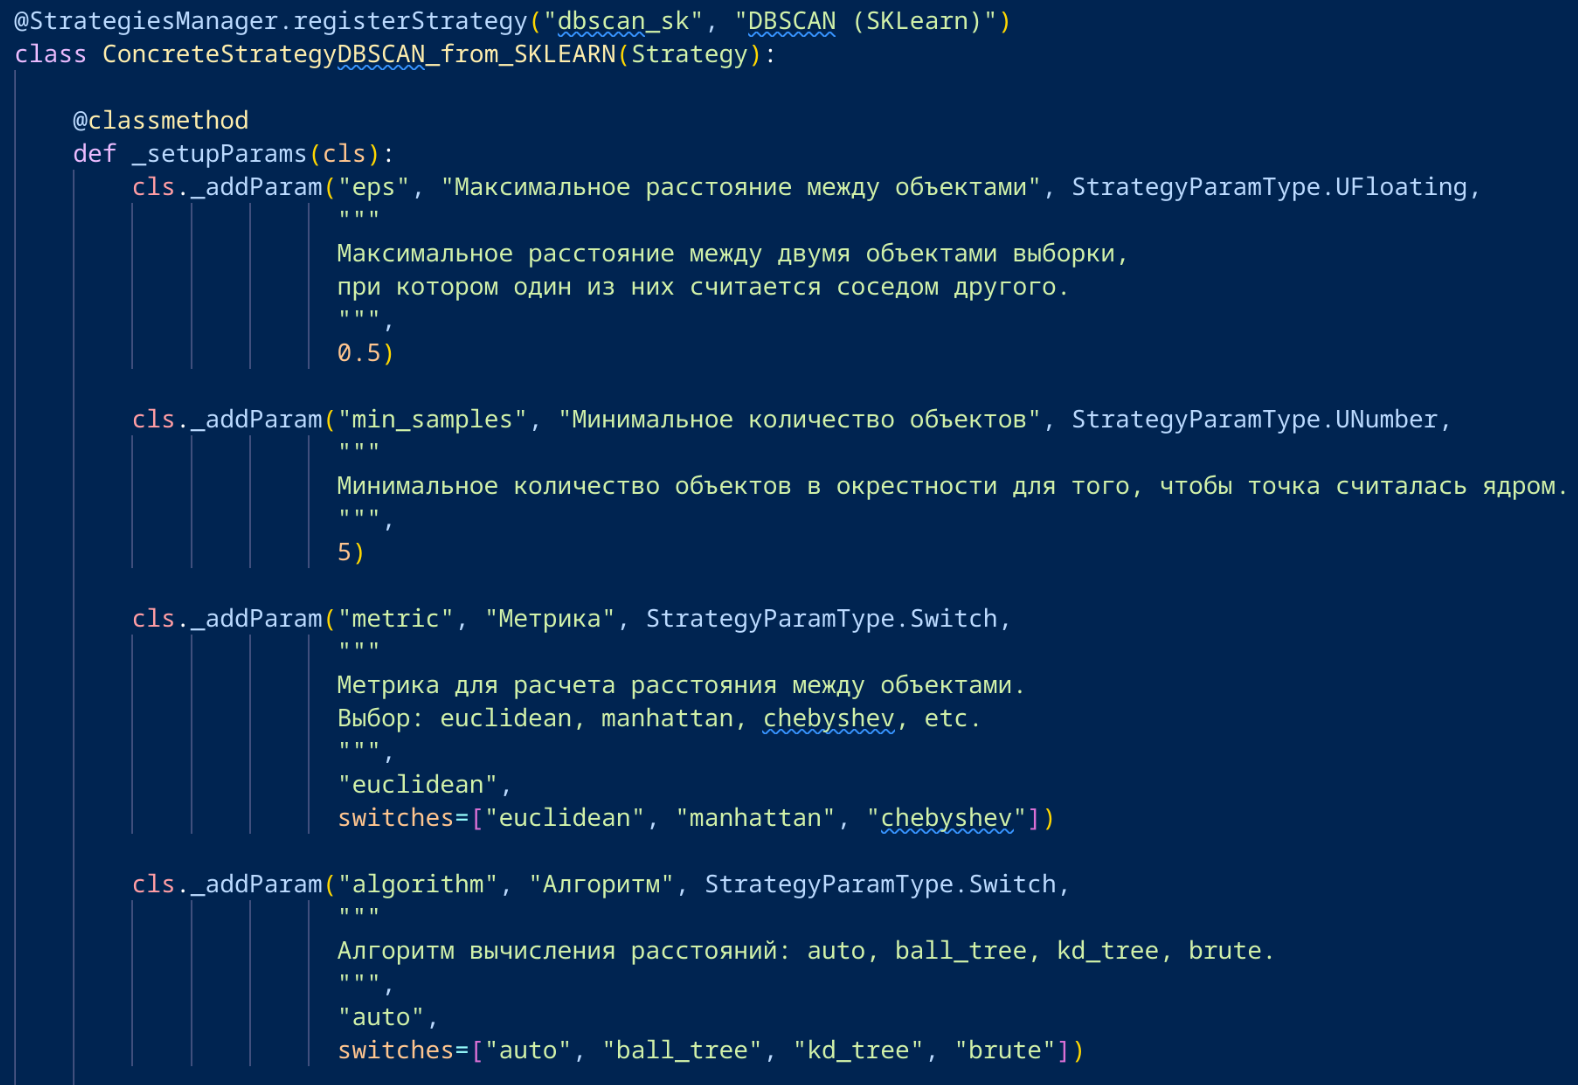 @StrategiesManager.registerStrategy("dbscan_sk", "DBSCAN (SKLearn)")
class ConcreteStrategyDBSCAN_from_SKLEARN(Strategy):
@classmethod
def _setupParams(cls):
cls._addParam("eps", "Максимальное расстояние между объектами", StrategyParamType.UFloating,
"""
Максимальное расстояние между двумя объектами выборки,
при котором один из них считается соседом другого.
""",
0.5)
cls._addParam("min_samples", "Минимальное количество объектов", StrategyParamType.UNumber,
"""
Минимальное количество объектов в окрестности для того, чтобы точка считалась ядром.
""",
5)
cls._addParam("metric", "Метрика", StrategyParamType.Switch,
"""
Метрика для расчета расстояния между объектами.
Выбор: euclidean, manhattan, chebyshev, etc.
""",
"euclidean",
switches=["euclidean", "manhattan", "chebyshev"])
cls._addParam("algorithm", "Алгоритм", StrategyParamType.Switch,
"""
Алгоритм вычисления расстояний: auto, ball_tree, kd_tree, brute.
""",
"auto",
switches=["auto", "ball_tree", "kd_tree", "brute"])